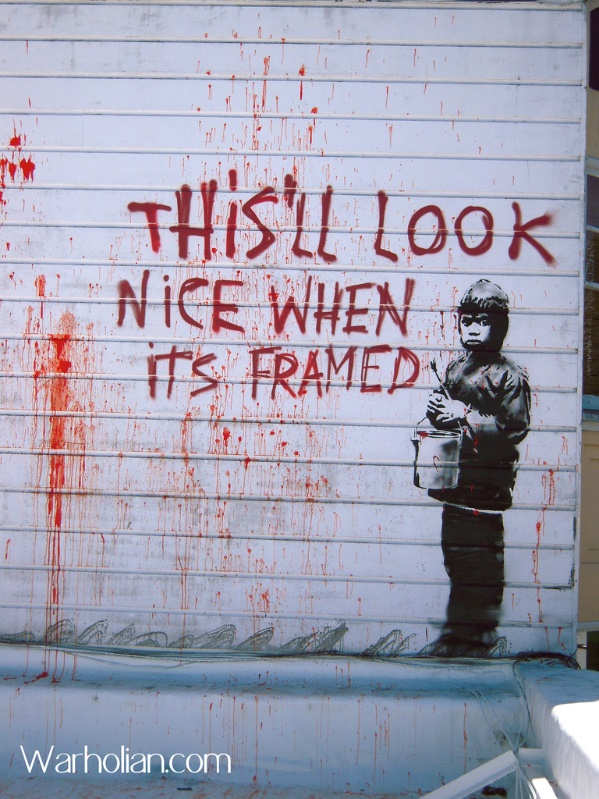 THiS'LL LOOK
NiCE WHEN
iTS FRAMED
Warholian.com